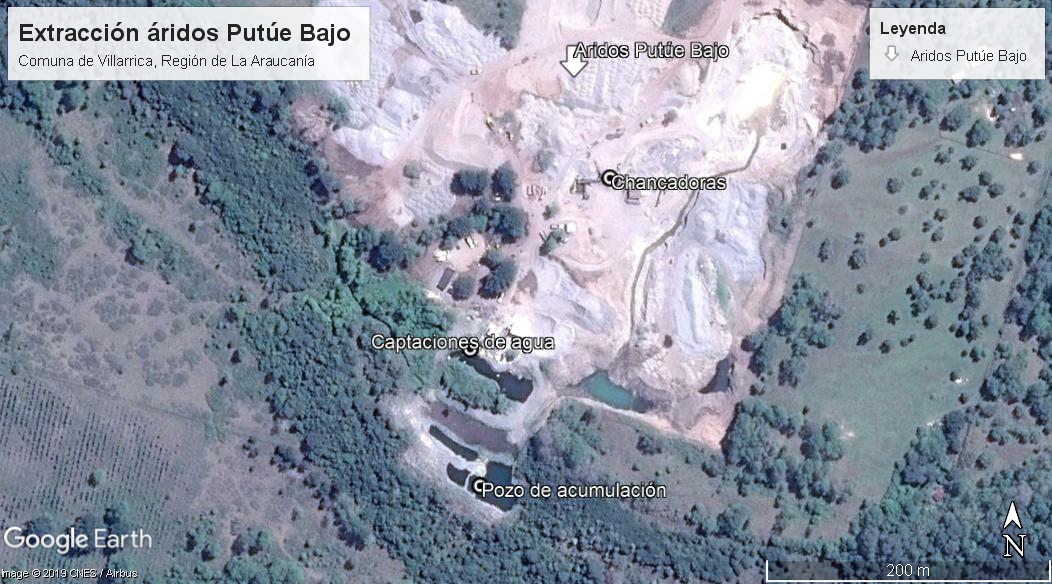 Extracción áridos Putúe Bajo
Comuna de Villarrica, Región de La Araucanía
Leyenda
Aridos Putúe Bajo
Aridos Putúe Bajo
Chancadoras
Captaciones de agua
Pozo de acumulación
Google Earth
Image © 2019 CNES / Airbus
N
200 m